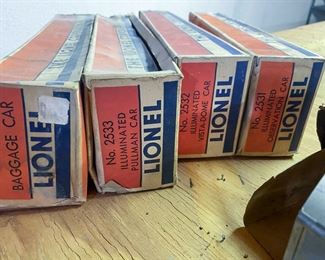 BAGGAGE CAR
LIONEL
No. 2533
ILLUMINATED
PULLMAN CAR
LIONEL
No. 2532
ILLUMINATED
VISTA-DOME CAR
LIONEL
No. 2531
ILLUMINATED
OBSERVATION CAR
LIONEL